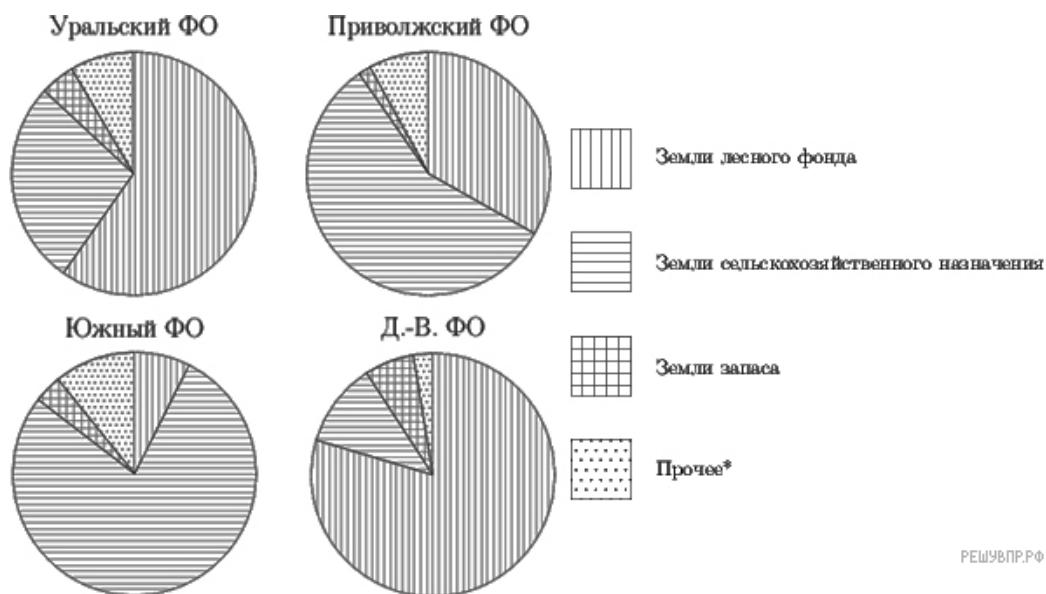 Уральский ФО
Приволжский ФО
Земли лесного фонда
Земли сельскохозяйственного назначения
Южный ФО
Д.-В. ФО
Земли запаса
Прочее*
РЕШУВПР.РФ